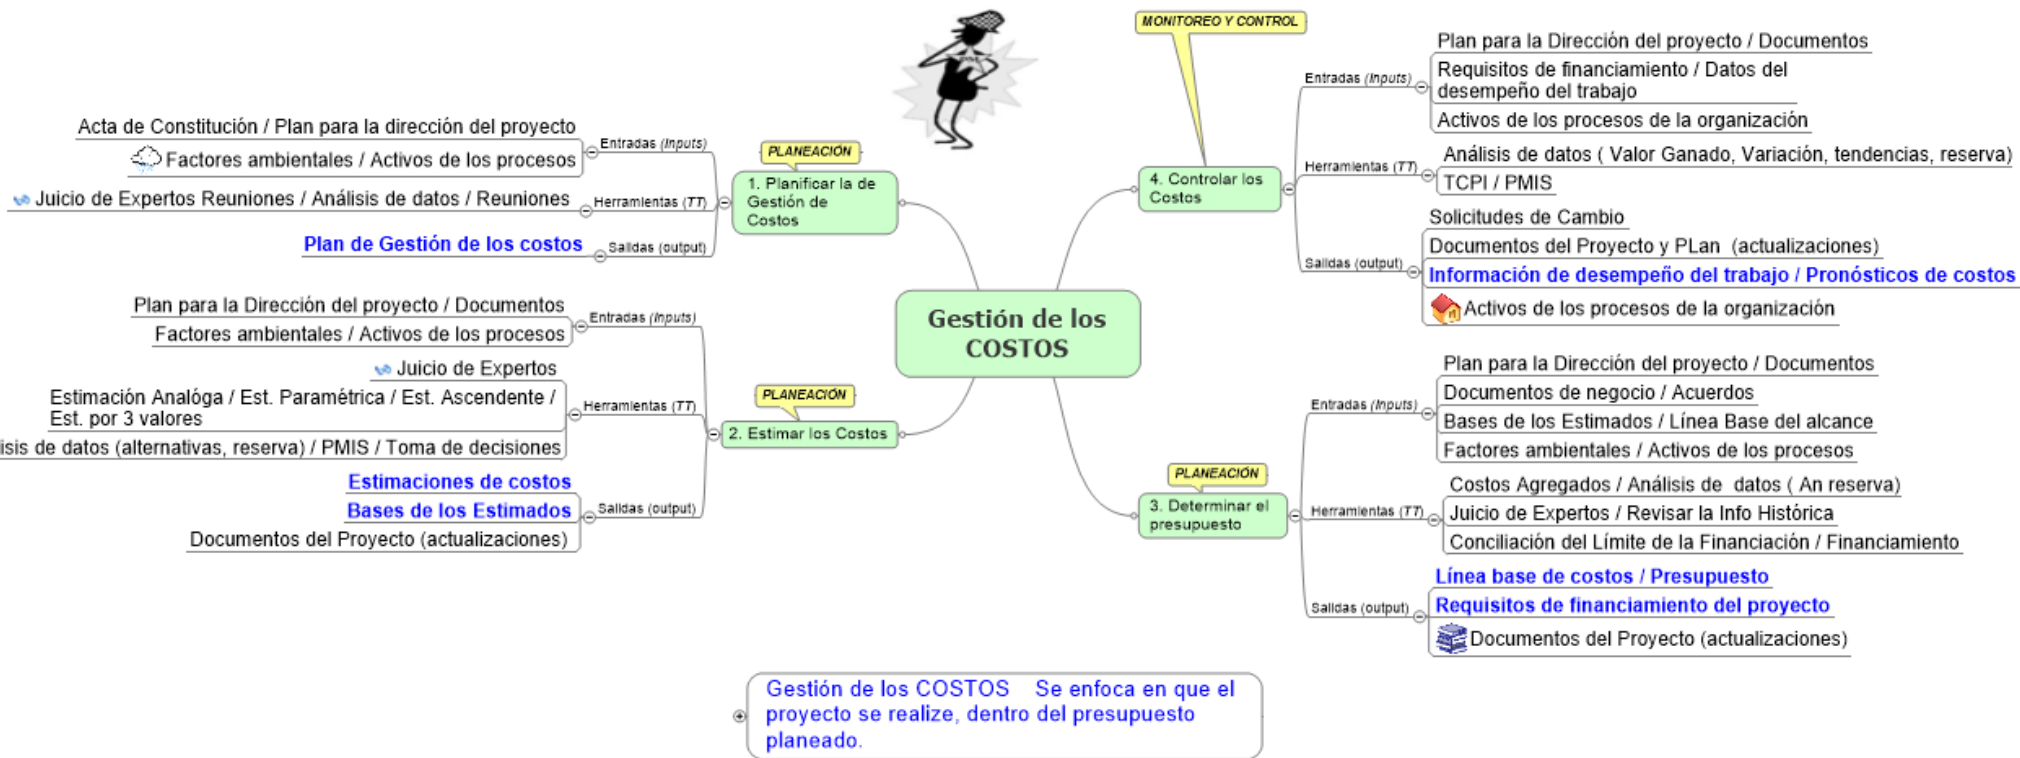 MONITOREO Y CONTROL
Plan para la Dirección del proyecto / Documentos
Entradas (Inputs)
Requisitos de financiamiento / Datos del
desempeño del trabajo
Activos de los procesos de la organización
4. Controlar los
Costos
Herramientas (TT)
Análisis de datos ( Valor Ganado, Variación, tendencias, reserva)
TCPI / PMIS
Solicitudes de Cambio
Documentos del Proyecto y PLan (actualizaciones)
Salidas (output)
Información de desempeño del trabajo / Pronósticos de costos
Activos de los procesos de la organización
PLANEACIÓN
1. Planificar la de
Gestión de
Costos
Entradas (Inputs)
Acta de Constitución / Plan para la dirección del proyecto
Factores ambientales / Activos de los procesos
Herramientas (TT)
Juicio de Expertos Reuniones / Análisis de datos / Reuniones
Salidas (output)
Plan de Gestión de los costos
Gestión de los
COSTOS
PLANEACIÓN
2. Estimar los Costos
Entradas (Inputs)
Plan para la Dirección del proyecto / Documentos
Factores ambientales / Activos de los procesos
Herramientas (TT)
Juicio de Expertos
Estimación Analóga / Est. Paramétrica / Est. Ascendente /
Est. por 3 valores
de datos (alternativas, reserva) / PMIS / Toma de decisiones
Salidas (output)
Estimaciones de costos
Bases de los Estimados
Documentos del Proyecto (actualizaciones)
PLANEACIÓN
3. Determinar el
presupuesto
Entradas (Inputs)
Plan para la Dirección del proyecto / Documentos
Documentos de negocio / Acuerdos
Bases de los Estimados / Línea Base del alcance
Factores ambientales / Activos de los procesos
Herramientas (TT)
Costos Agregados / Análisis de datos ( An reserva)
Juicio de Expertos / Revisar la Info Histórica
Conciliación del Límite de la Financiación / Financiamiento
Salidas (output)
Línea base de costos / Presupuesto
Requisitos de financiamiento del proyecto
Documentos del Proyecto (actualizaciones)
Gestión de los COSTOS Se enfoca en que el
proyecto se realize, dentro del presupuesto
planeado.